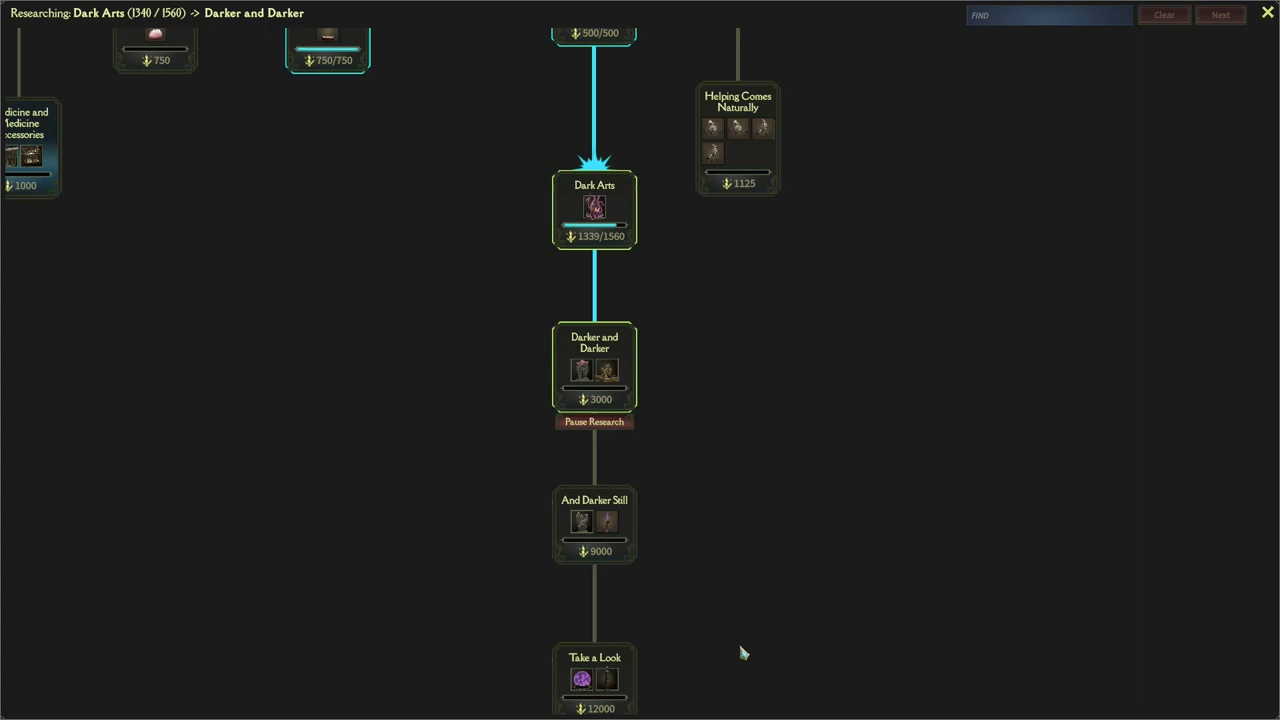 Researching: Dark Arts (1340 / 1560) -> Darker and Darker
FIND
Clear
Next
750
750/750
500/500
Helping Comes
Naturally
1125
dicine and
Medicine
ccessories
1000
Dark Arts
1339/1560
Darker and
Darker
3000
Pause Research
And Darker Still
9000
Take a Look
12000